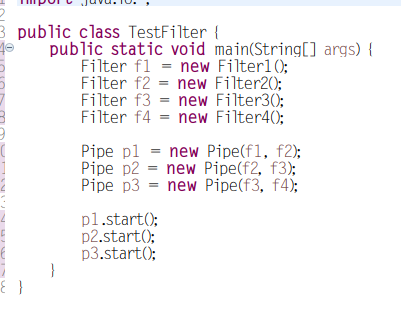 public class TestFilter {
public static void main(String[] args) {
Filter f1 = new Filter1();
Filter f2 = new Filter2();
Filter f3 = new Filter3();
Filter f4 = new Filter4();
Pipe p1 = new Pipe(f1, f2);
Pipe p2 = new Pipe(f2, f3);
Pipe p3 = new Pipe(f3, f4);
p1.start();
p2.start();
p3.start();
}
}